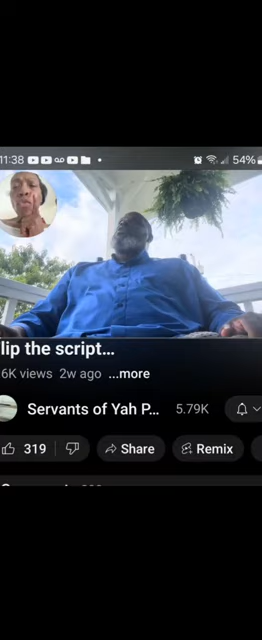 11:38 54%
lip the script...
6K views 2w ago ...more
Servants of Yah P... 5.79K
319 Share Remix